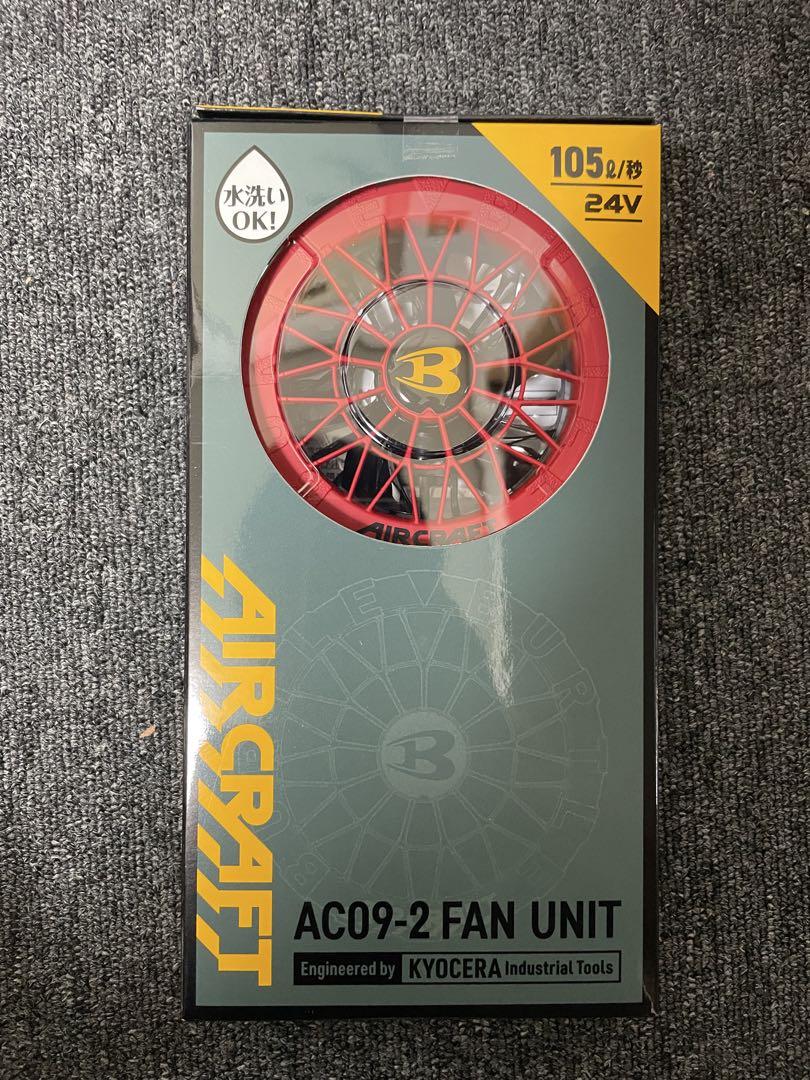 水洗い
OK!
105ℓ/秒
24V
B
AIRCRAFT
AIRCRAFT
B
AC09-2 FAN UNIT
Engineered by KYOCERA Industrial Tools